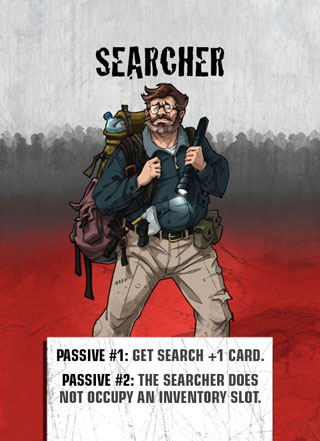 SEARCHER
PASSIVE #1: GET SEARCH +1 CARD.
PASSIVE #2: THE SEARCHER DOES
NOT OCCUPY AN INVENTORY SLOT.